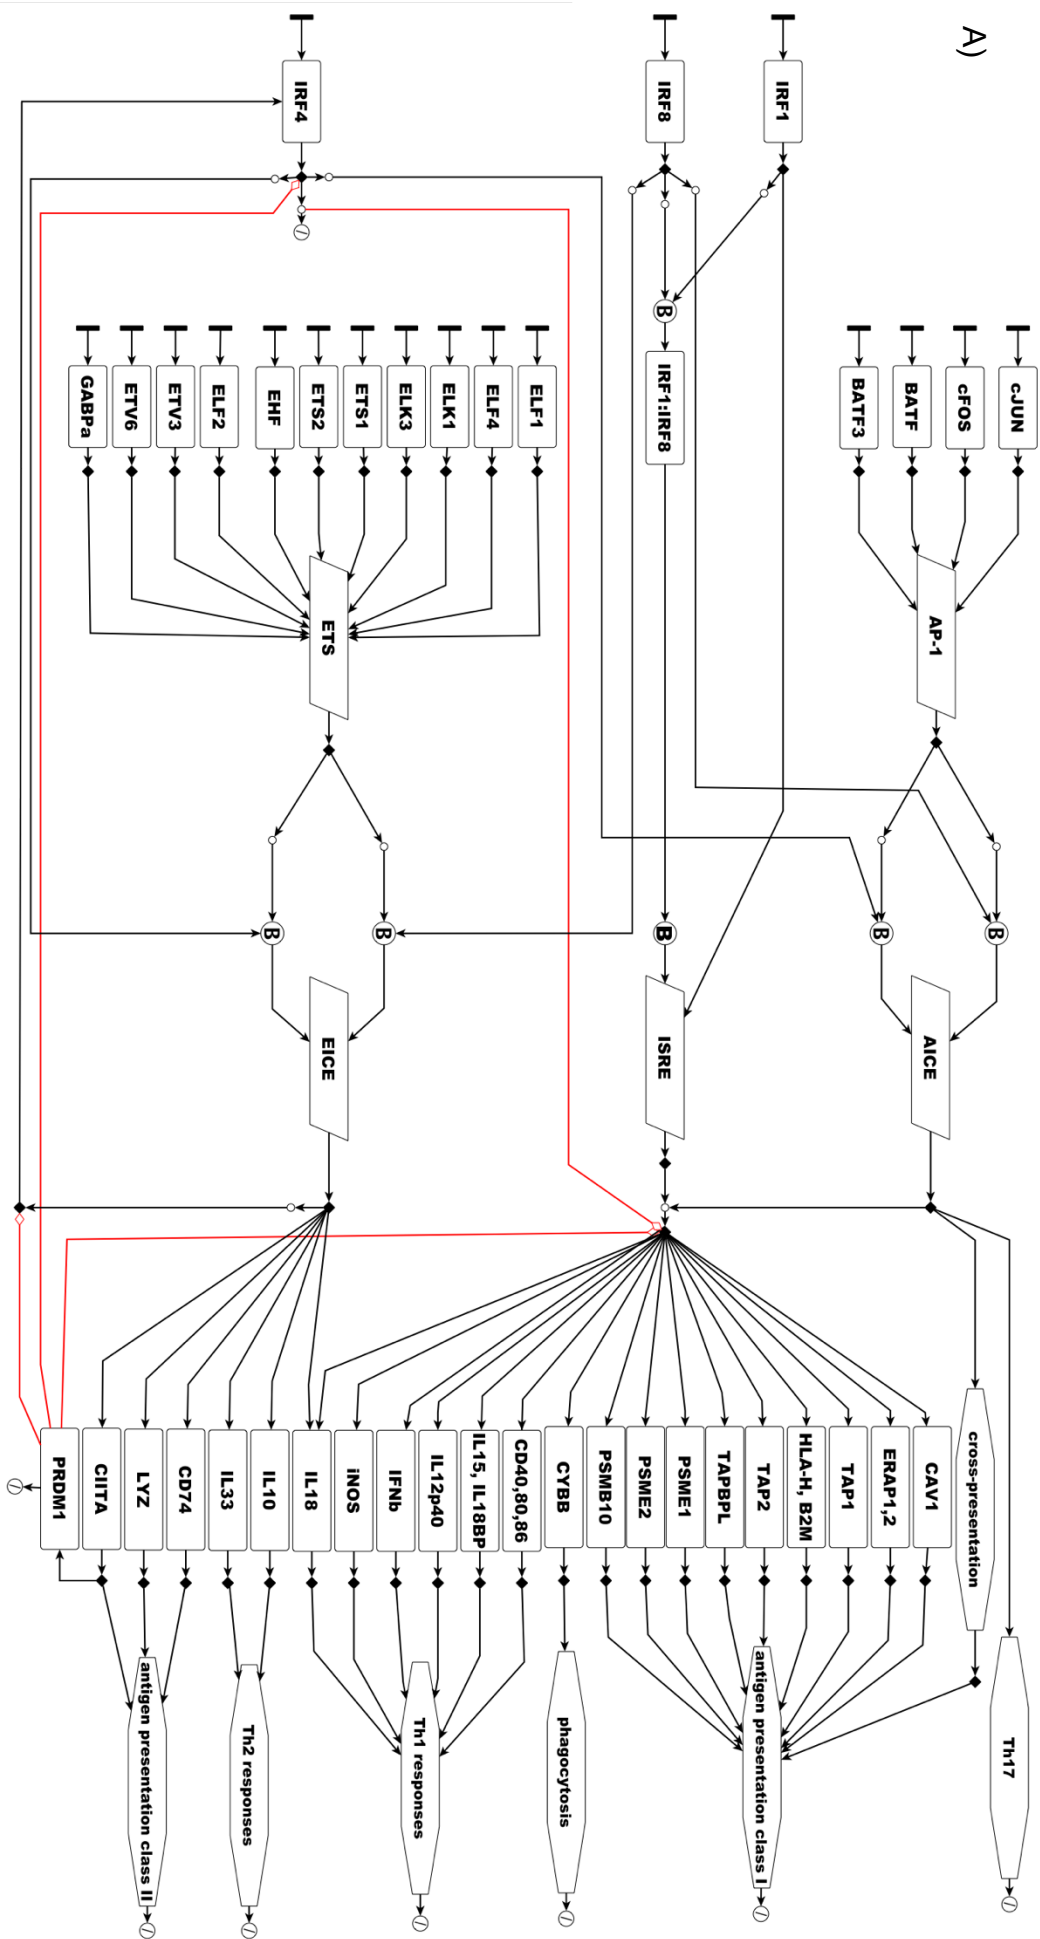 A)
IRF1
IRF8
IRF4
cJUN
cFOS
BATF
BATF3
B
IRF1:IRF8
ELF1
ELF4
ELK1
ELK3
ETS1
ETS2
EHF
ELF2
ETV3
ETV6
GABPa
AP-1
ETS
B
B
B
B
B
AICE
ISRE
EICE
cross-presentation
CAV1
ERAP1,2
TAP1
HLA-H, B2M
TAP2
TAPBPL
PSME1
PSME2
PSMB10
CYBB
CD40,80,86
IL15, IL18BP
IL12p40
IFNb
iNOS
IL18
IL10
IL33
CD74
LYZ
CIITA
PRDM1
Th17
antigen presentation class I
phagocytosis
Th1 responses
Th2 responses
antigen presentation class II